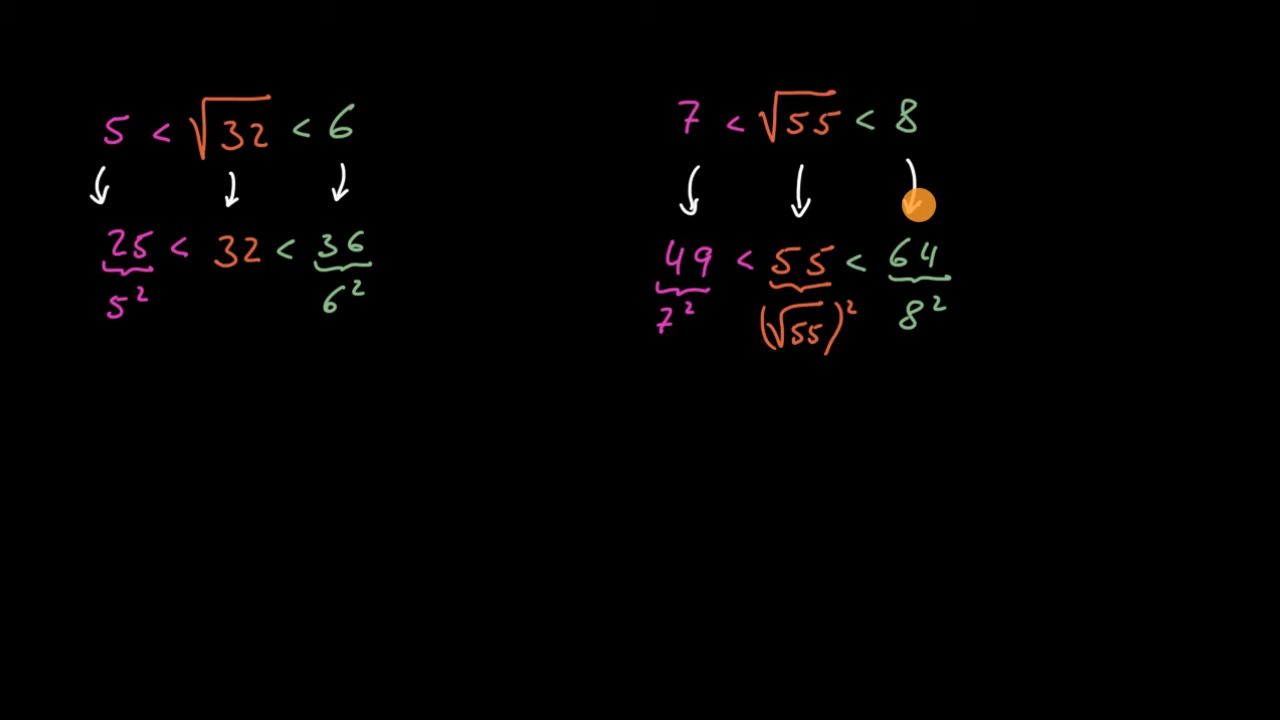 5 < √32 < 6
25 < 32 < 36
5² 6²
7 < √55 < 8
49 < 55 < 64
7² (√55)² 8²